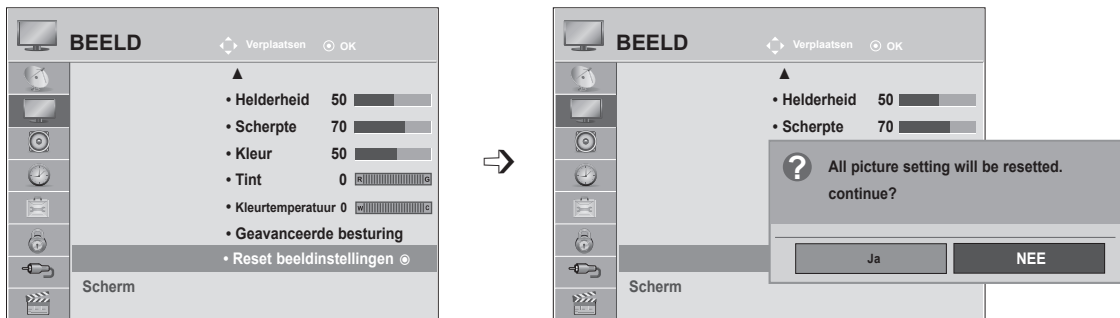 BEELD
Verplaatsen
OK
• Helderheid 50
• Scherpte 70
• Kleur 50
• Tint 0 R G
• Kleurtemperatuur 0 W C
• Geavanceerde besturing
• Reset beeldinstellingen
Scherm
BEELD
Verplaatsen
OK
• Helderheid 50
• Scherpte 70
? All picture setting will be resetted.
continue?
Ja
NEE
Scherm